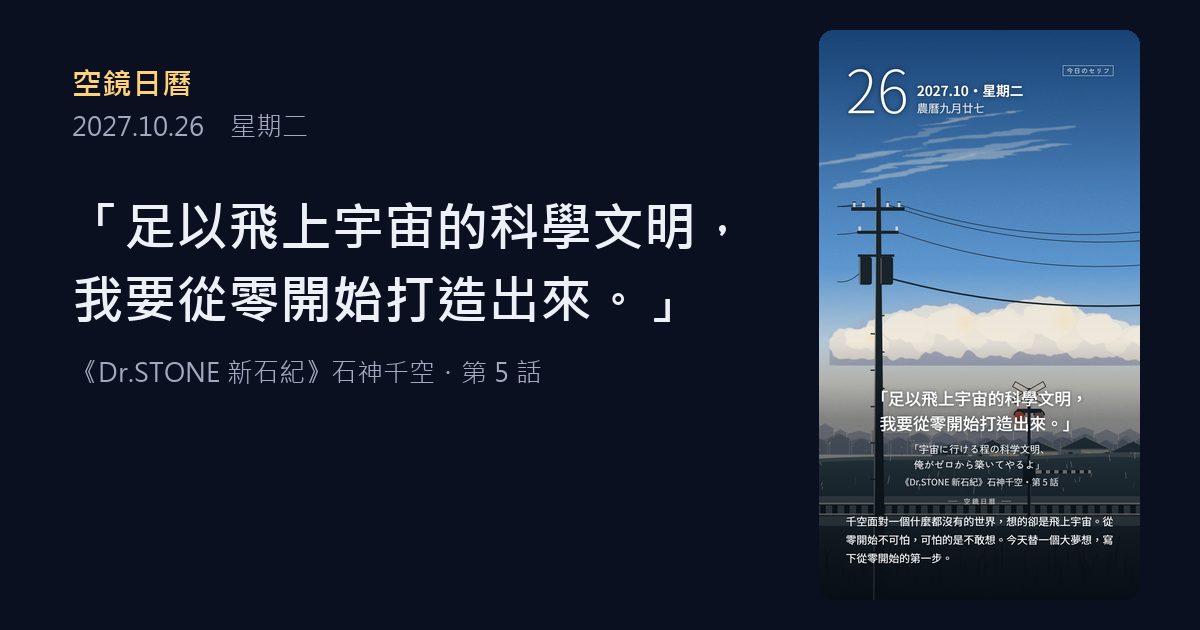 空鏡日曆
2027.10.26　星期二
「足以飛上宇宙的科學文明，
我要從零開始打造出來。」
《Dr.STONE 新石紀》石神千空・第 5 話
今日のセリフ
26
2027.10・星期二
農曆九月廿七
「足以飛上宇宙的科學文明，
我要從零開始打造出來。」
「宇宙に行ける程の科学文明、
俺がゼロから築いてやるよ」
《Dr.STONE 新石紀》石神千空・第 5 話
— 空鏡日曆 —
千空面對一個什麼都沒有的世界，想的卻是飛上宇宙。從
零開始不可怕，可怕的是不敢想。今天替一個大夢想，寫
下從零開始的第一步。